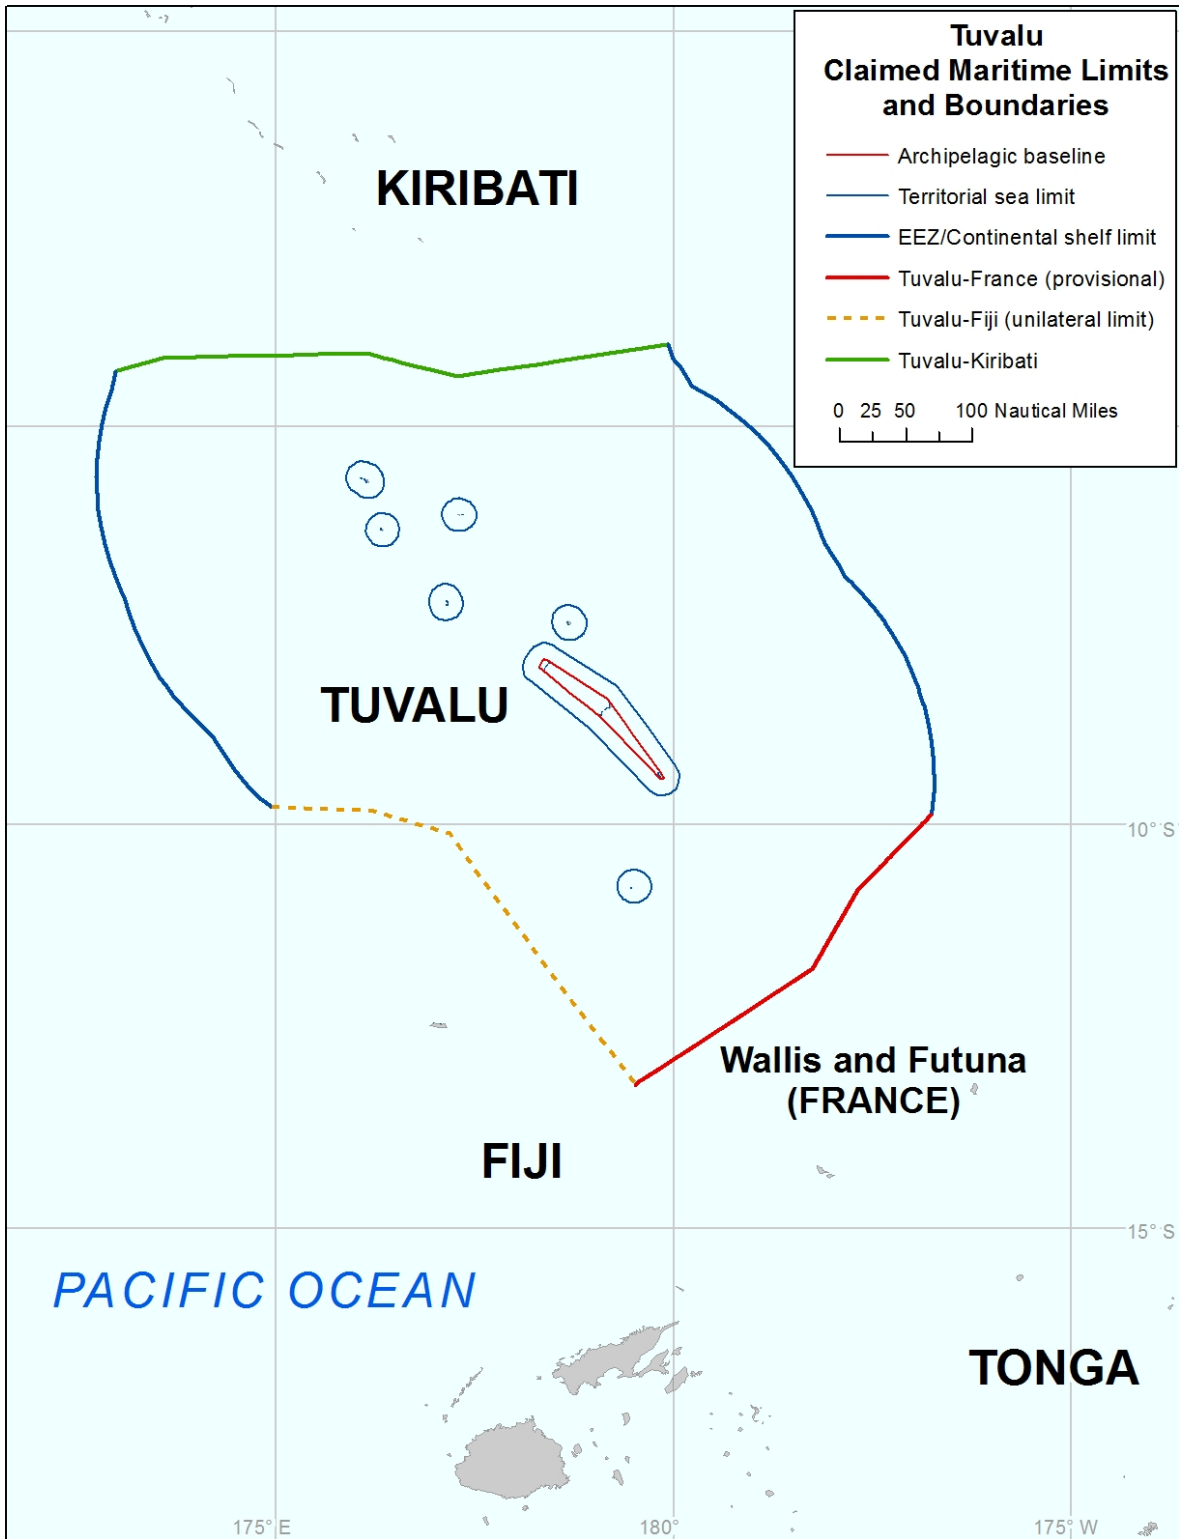 Tuvalu
Claimed Maritime Limits
and Boundaries
Archipelagic baseline
Territorial sea limit
EEZ/Continental shelf limit
Tuvalu-France (provisional)
Tuvalu-Fiji (unilateral limit)
Tuvalu-Kiribati
0 25 50 100 Nautical Miles
KIRIBATI
TUVALU
10° S
Wallis and Futuna
(FRANCE)
FIJI
15° S
PACIFIC OCEAN
TONGA
175° E
180°
175° W